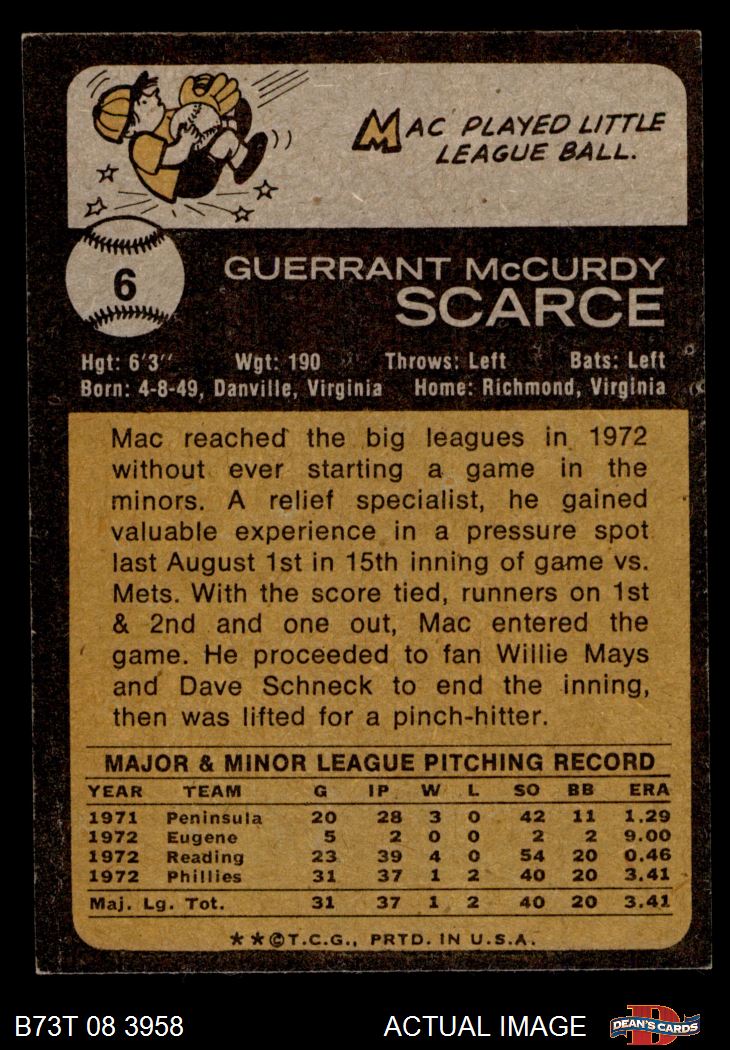 MAC PLAYED LITTLE
LEAGUE BALL.
6
GUERRANT McCURDY
SCARCE
Hgt: 6'3" Wgt: 190 Throws: Left Bats: Left
Born: 4-8-49, Danville, Virginia Home: Richmond, Virginia
Mac reached the big leagues in 1972
without ever starting a game in the
minors. A relief specialist, he gained
valuable experience in a pressure spot
last August 1st in 15th inning of game vs.
Mets. With the score tied, runners on 1st
& 2nd and one out, Mac entered the
game. He proceeded to fan Willie Mays
and Dave Schneck to end the inning,
then was lifted for a pinch-hitter.
MAJOR & MINOR LEAGUE PITCHING RECORD
YEAR TEAM G IP W L SO BB ERA
1971 Peninsula 20 28 3 0 42 11 1.29
1972 Eugene 5 2 0 0 2 2 9.00
1972 Reading 23 39 4 0 54 20 0.46
1972 Phillies 31 37 1 2 40 20 3.41
Maj. Lg. Tot. 31 37 1 2 40 20 3.41
★★©T.C.G., PRTD. IN U.S.A.
B73T 08 3958 ACTUAL IMAGE D DEAN'S CARDS